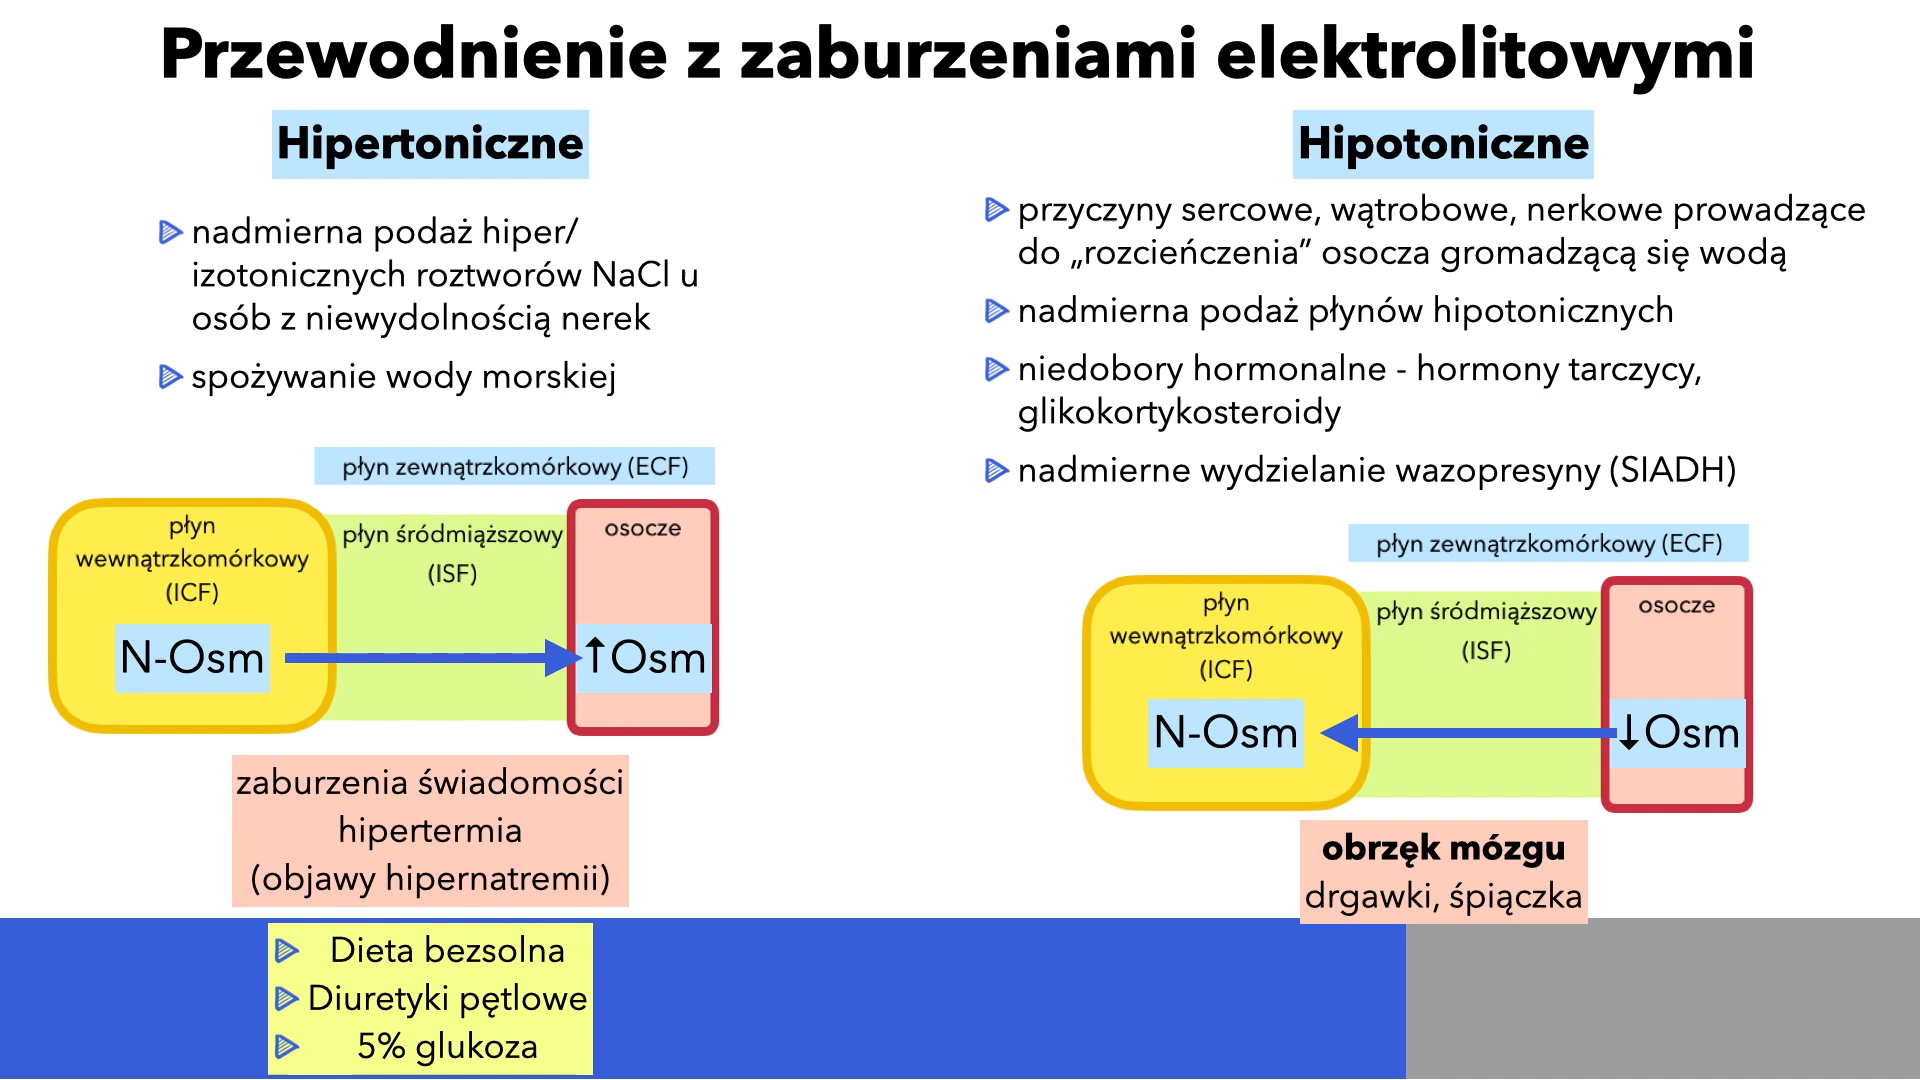 Przewodnienie z zaburzeniami elektrolitowymi
Hipertoniczne
nadmierna podaż hiper/
izotonicznych roztworów NaCl u
osób z niewydolnością nerek
spożywanie wody morskiej
płyn zewnątrzkomórkowy (ECF)
płyn
wewnątrzkomórkowy
(ICF)
płyn śródmiąższowy
(ISF)
osocze
N-Osm
↑Osm
zaburzenia świadomości
hipertermia
(objawy hipernatremii)
Dieta bezsolna
Diuretyki pętlowe
5% glukoza
Hipotoniczne
przyczyny sercowe, wątrobowe, nerkowe prowadzące
do „rozcieńczenia” osocza gromadzącą się wodą
nadmierna podaż płynów hipotonicznych
niedobory hormonalne - hormony tarczycy,
glikokortykosteroidy
nadmierne wydzielanie wazopresyny (SIADH)
płyn zewnątrzkomórkowy (ECF)
płyn
wewnątrzkomórkowy
(ICF)
płyn śródmiąższowy
(ISF)
osocze
N-Osm
↓Osm
obrzęk mózgu
drgawki, śpiączka